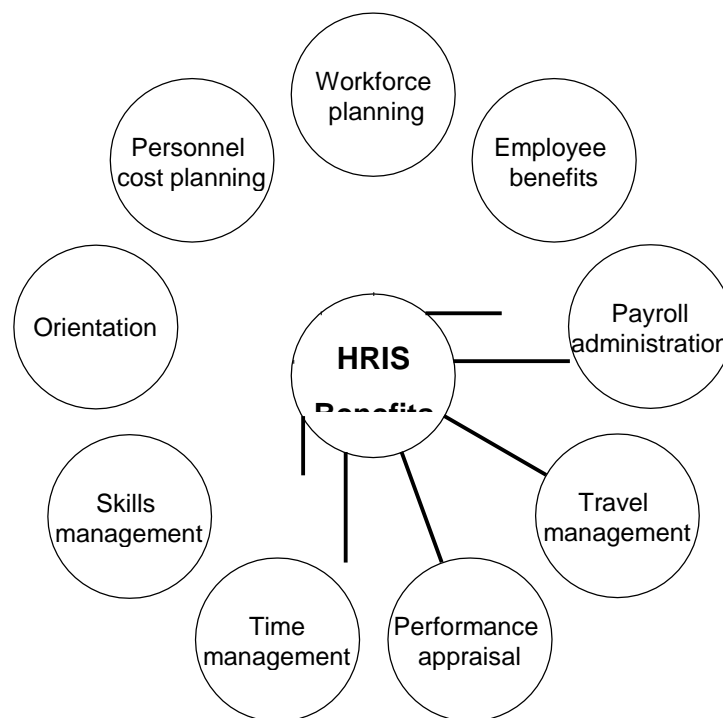 Workforce
planning
Personnel
cost planning
Employee
benefits
Orientation
HRIS
Benefits
Payroll
administration
Skills
management
Travel
management
Time
management
Performance
appraisal